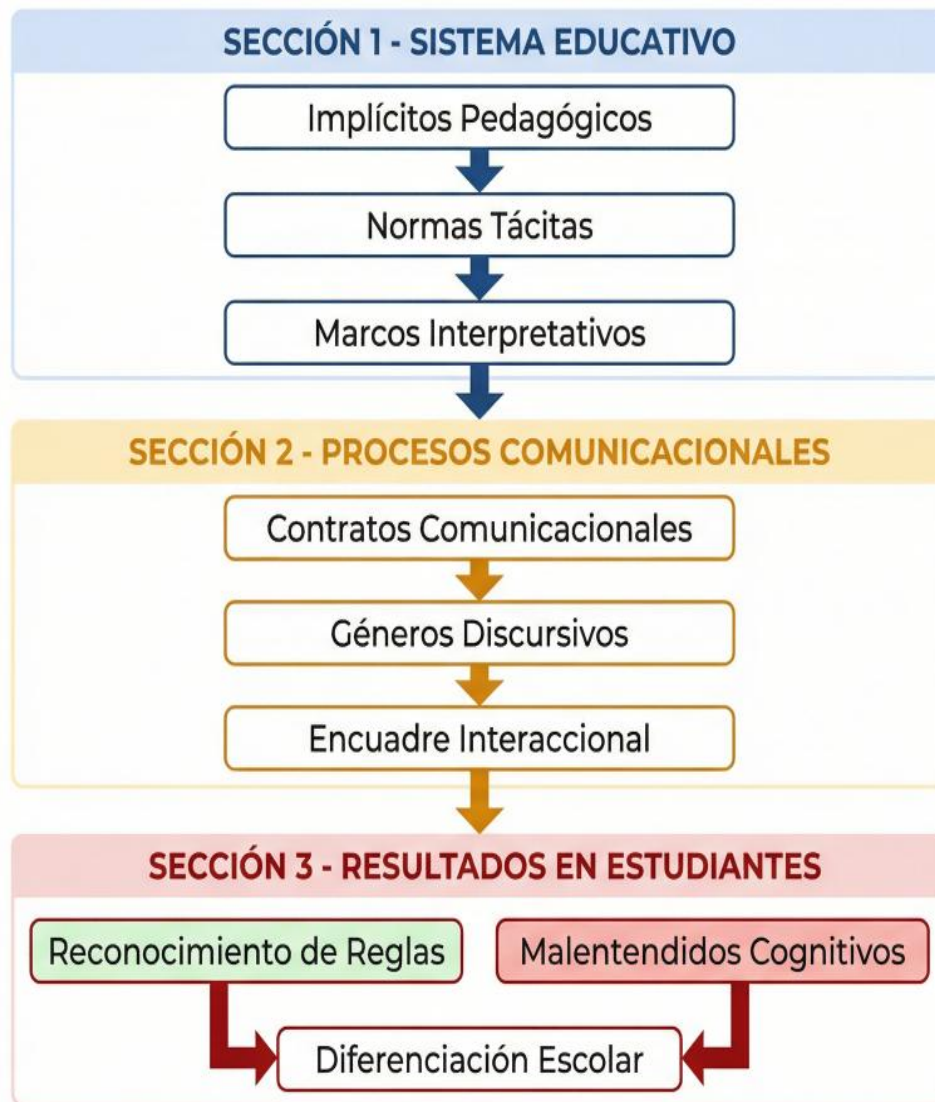 SECCIÓN 1 - SISTEMA EDUCATIVO
Implícitos Pedagógicos
Normas Tácitas
Marcos Interpretativos
SECCIÓN 2 - PROCESOS COMUNICACIONALES
Contratos Comunicacionales
Géneros Discursivos
Encuadre Interaccional
SECCIÓN 3 - RESULTADOS EN ESTUDIANTES
Reconocimiento de Reglas
Malentendidos Cognitivos
Diferenciación Escolar